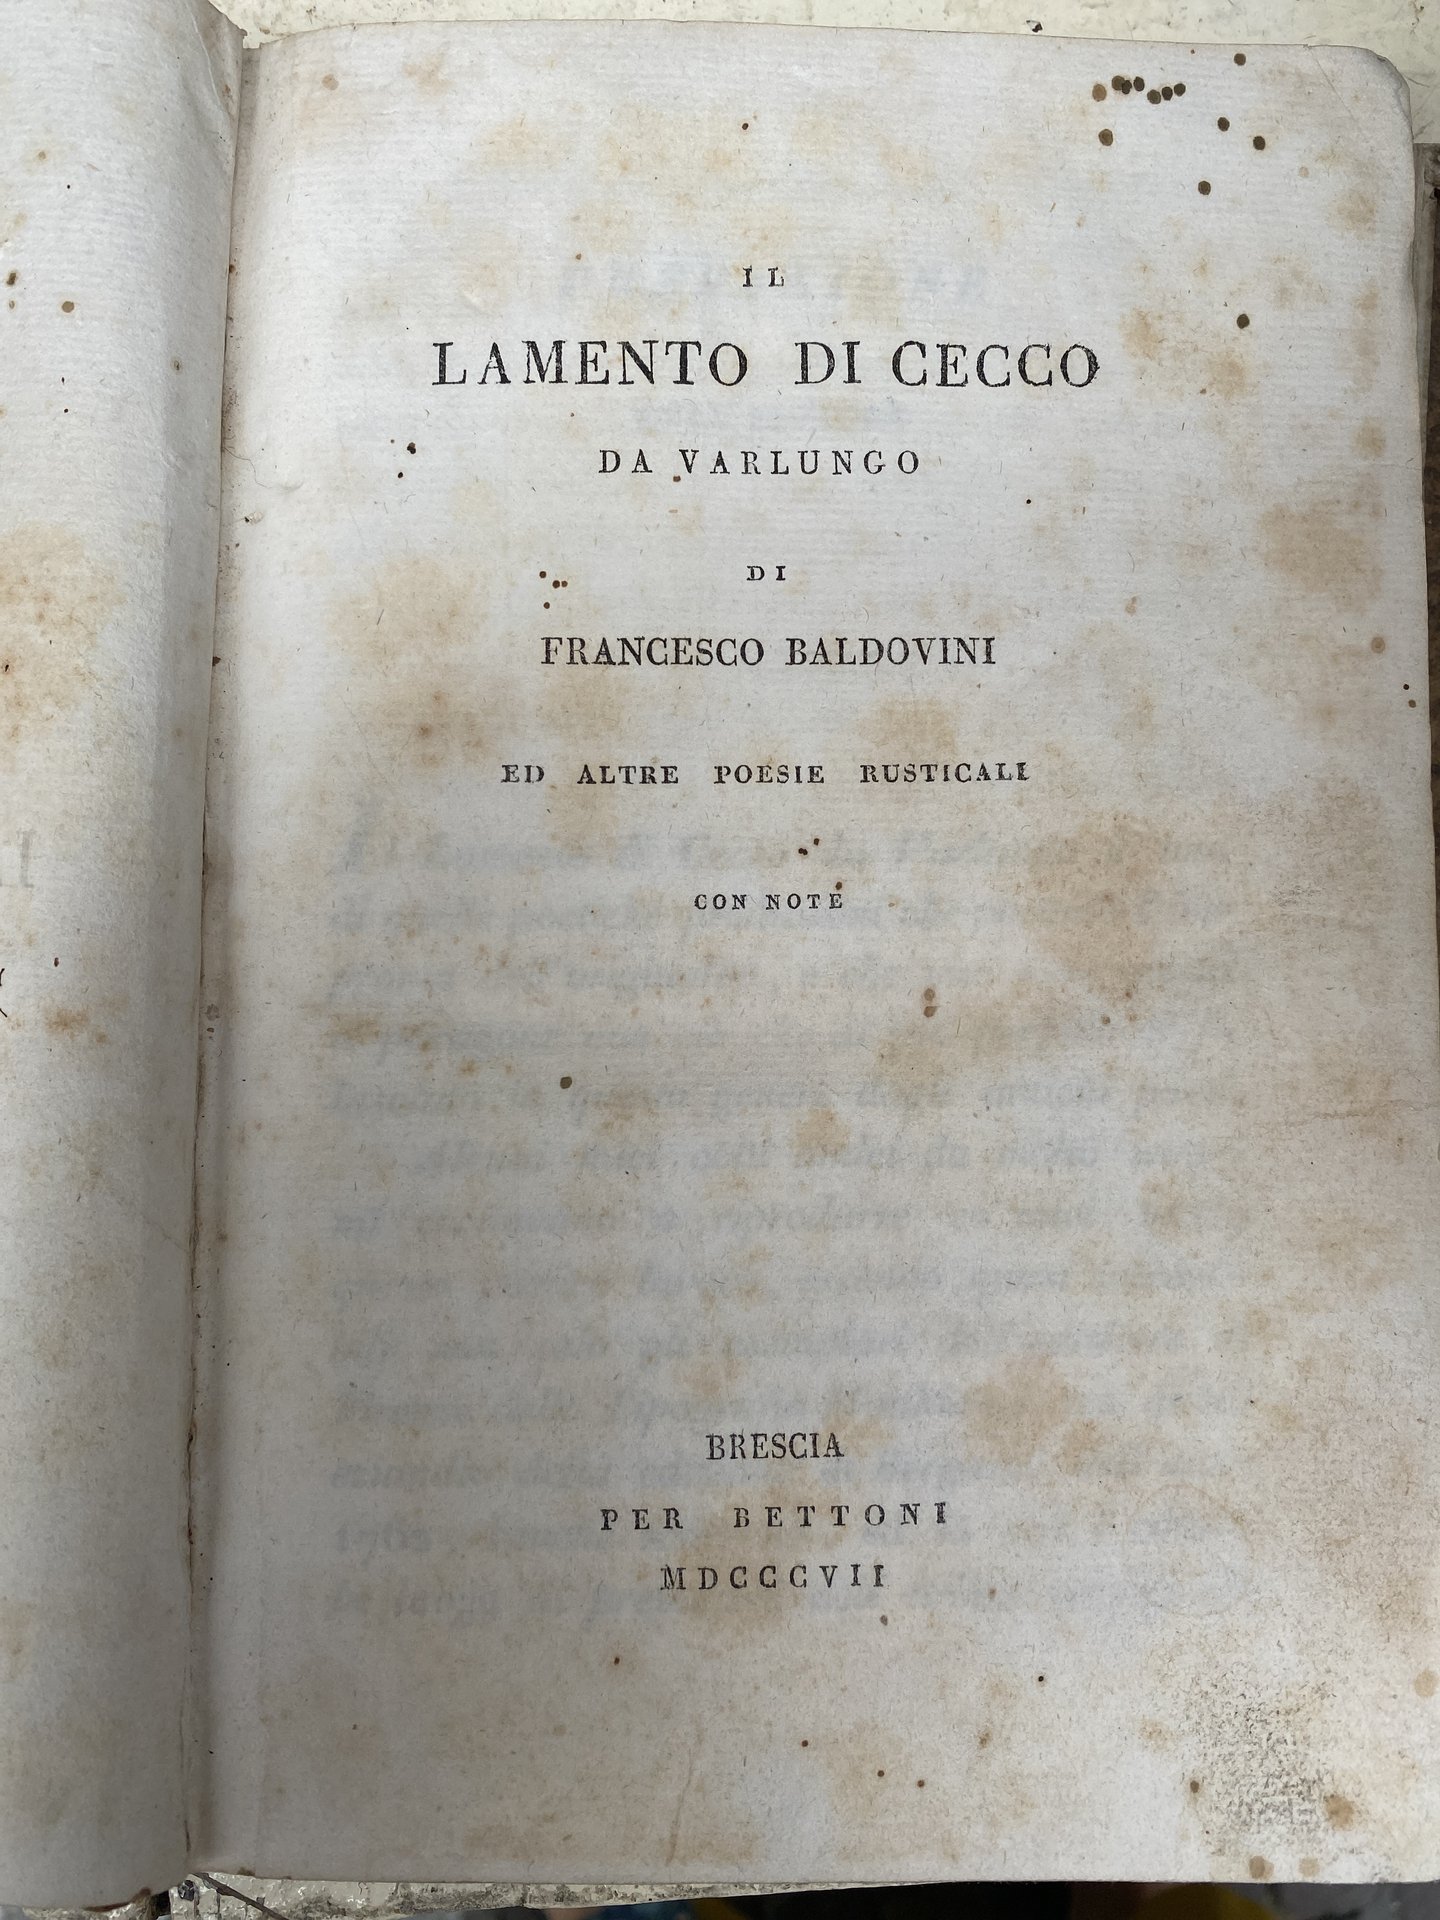 IL
LAMENTO DI CECCO
DA VARLUNGO
DI
FRANCESCO BALDOVINI
ED ALTRE POESIE RUSTICALI
CON NOTE
BRESCIA
PER BETTONI
MDCCCVII